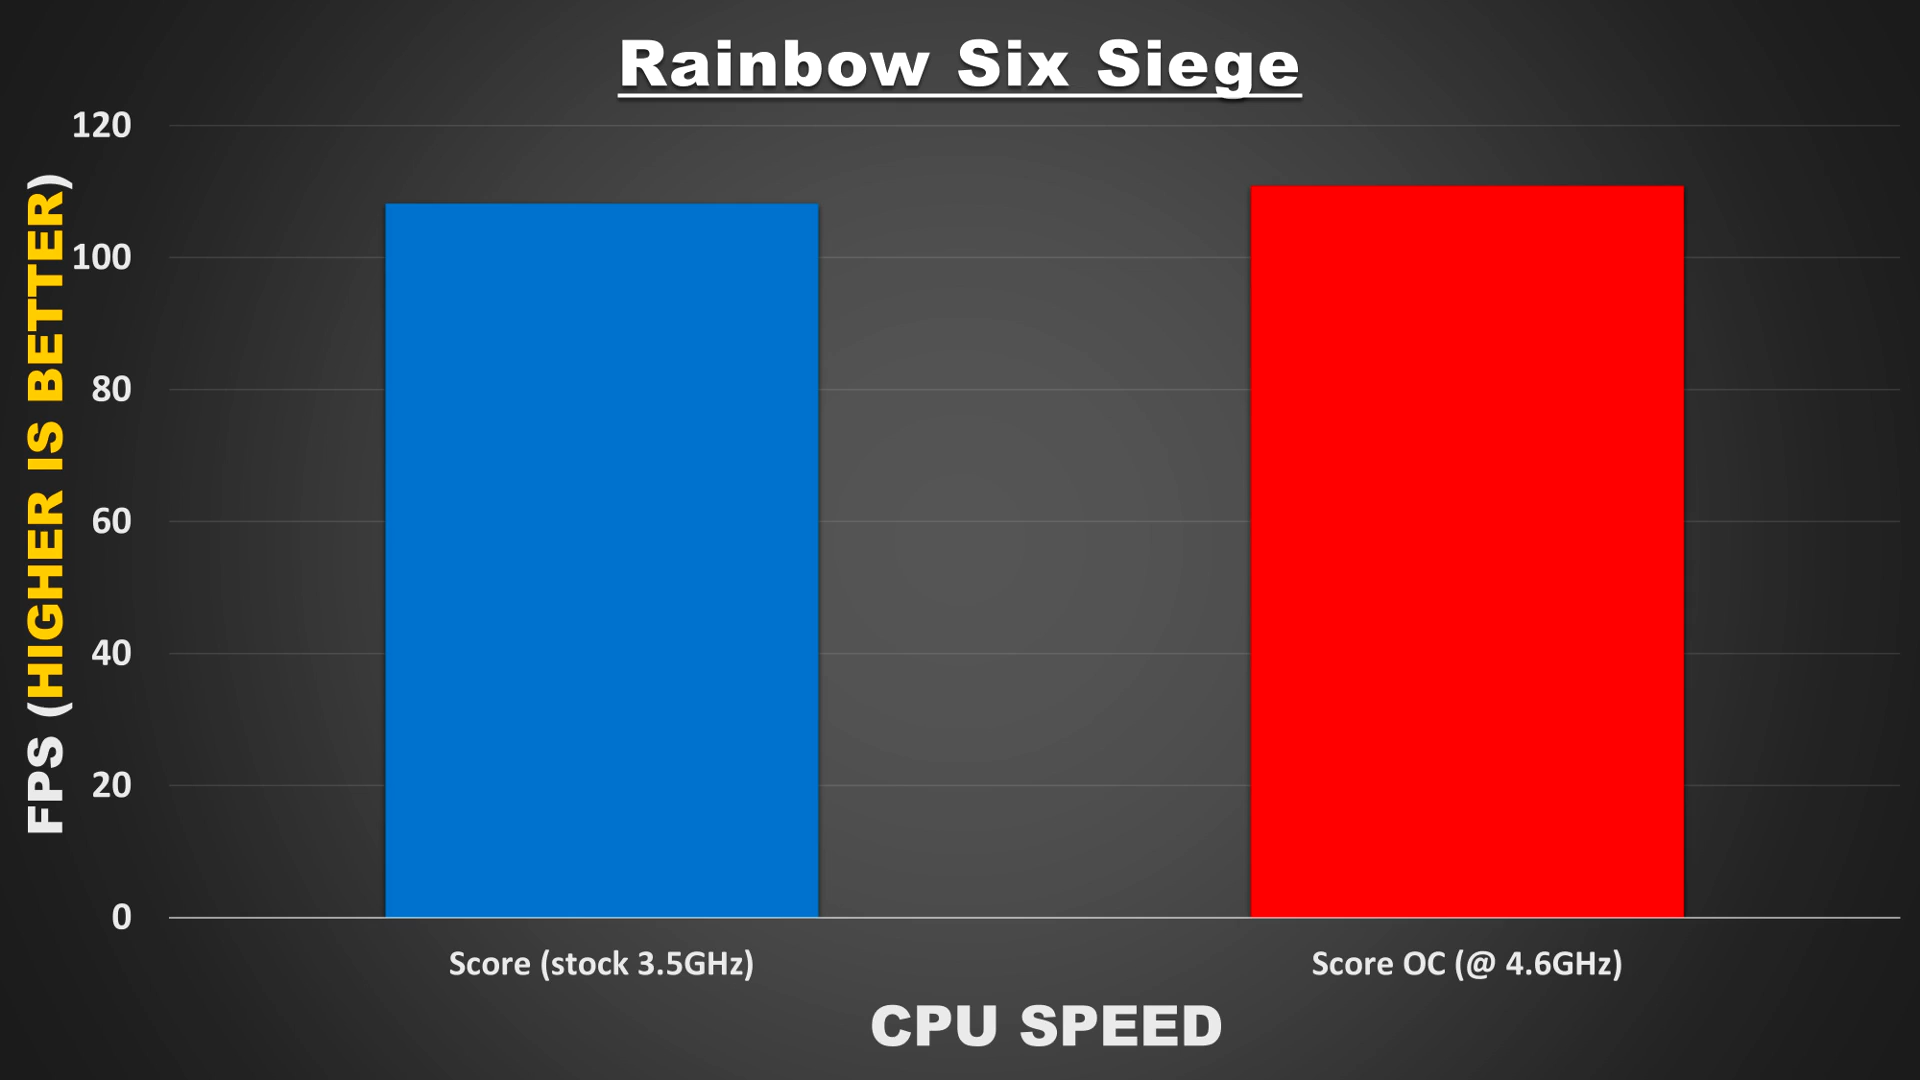 Rainbow Six Siege
FPS (HIGHER IS BETTER)
120
100
80
60
40
20
0
Score (stock 3.5GHz)
Score OC (@ 4.6GHz)
CPU SPEED